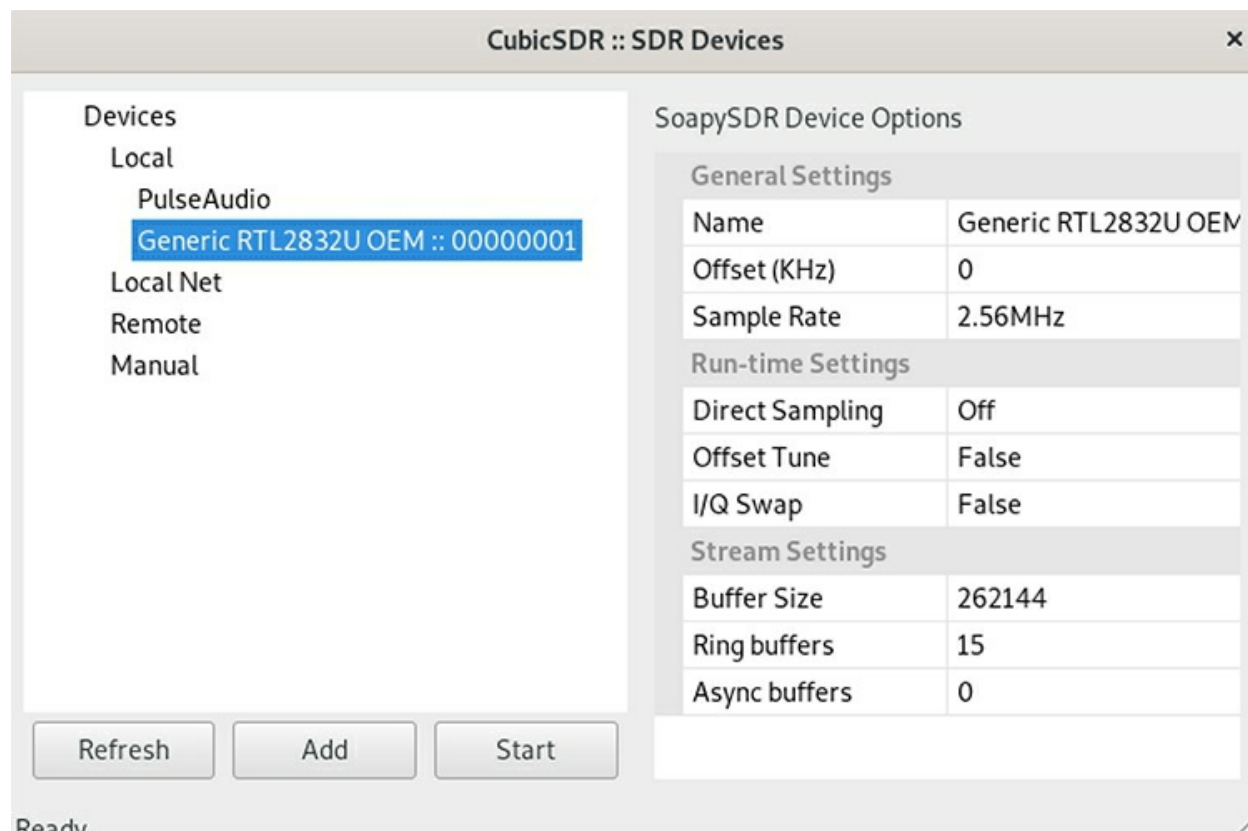 CubicSDR :: SDR Devices ×
Devices
Local
PulseAudio
Generic RTL2832U OEM :: 00000001
Local Net
Remote
Manual
Refresh Add Start
SoapySDR Device Options
General Settings
Name Generic RTL2832U OEM
Offset (KHz) 0
Sample Rate 2.56MHz
Run-time Settings
Direct Sampling Off
Offset Tune False
I/Q Swap False
Stream Settings
Buffer Size 262144
Ring buffers 15
Async buffers 0
Ready